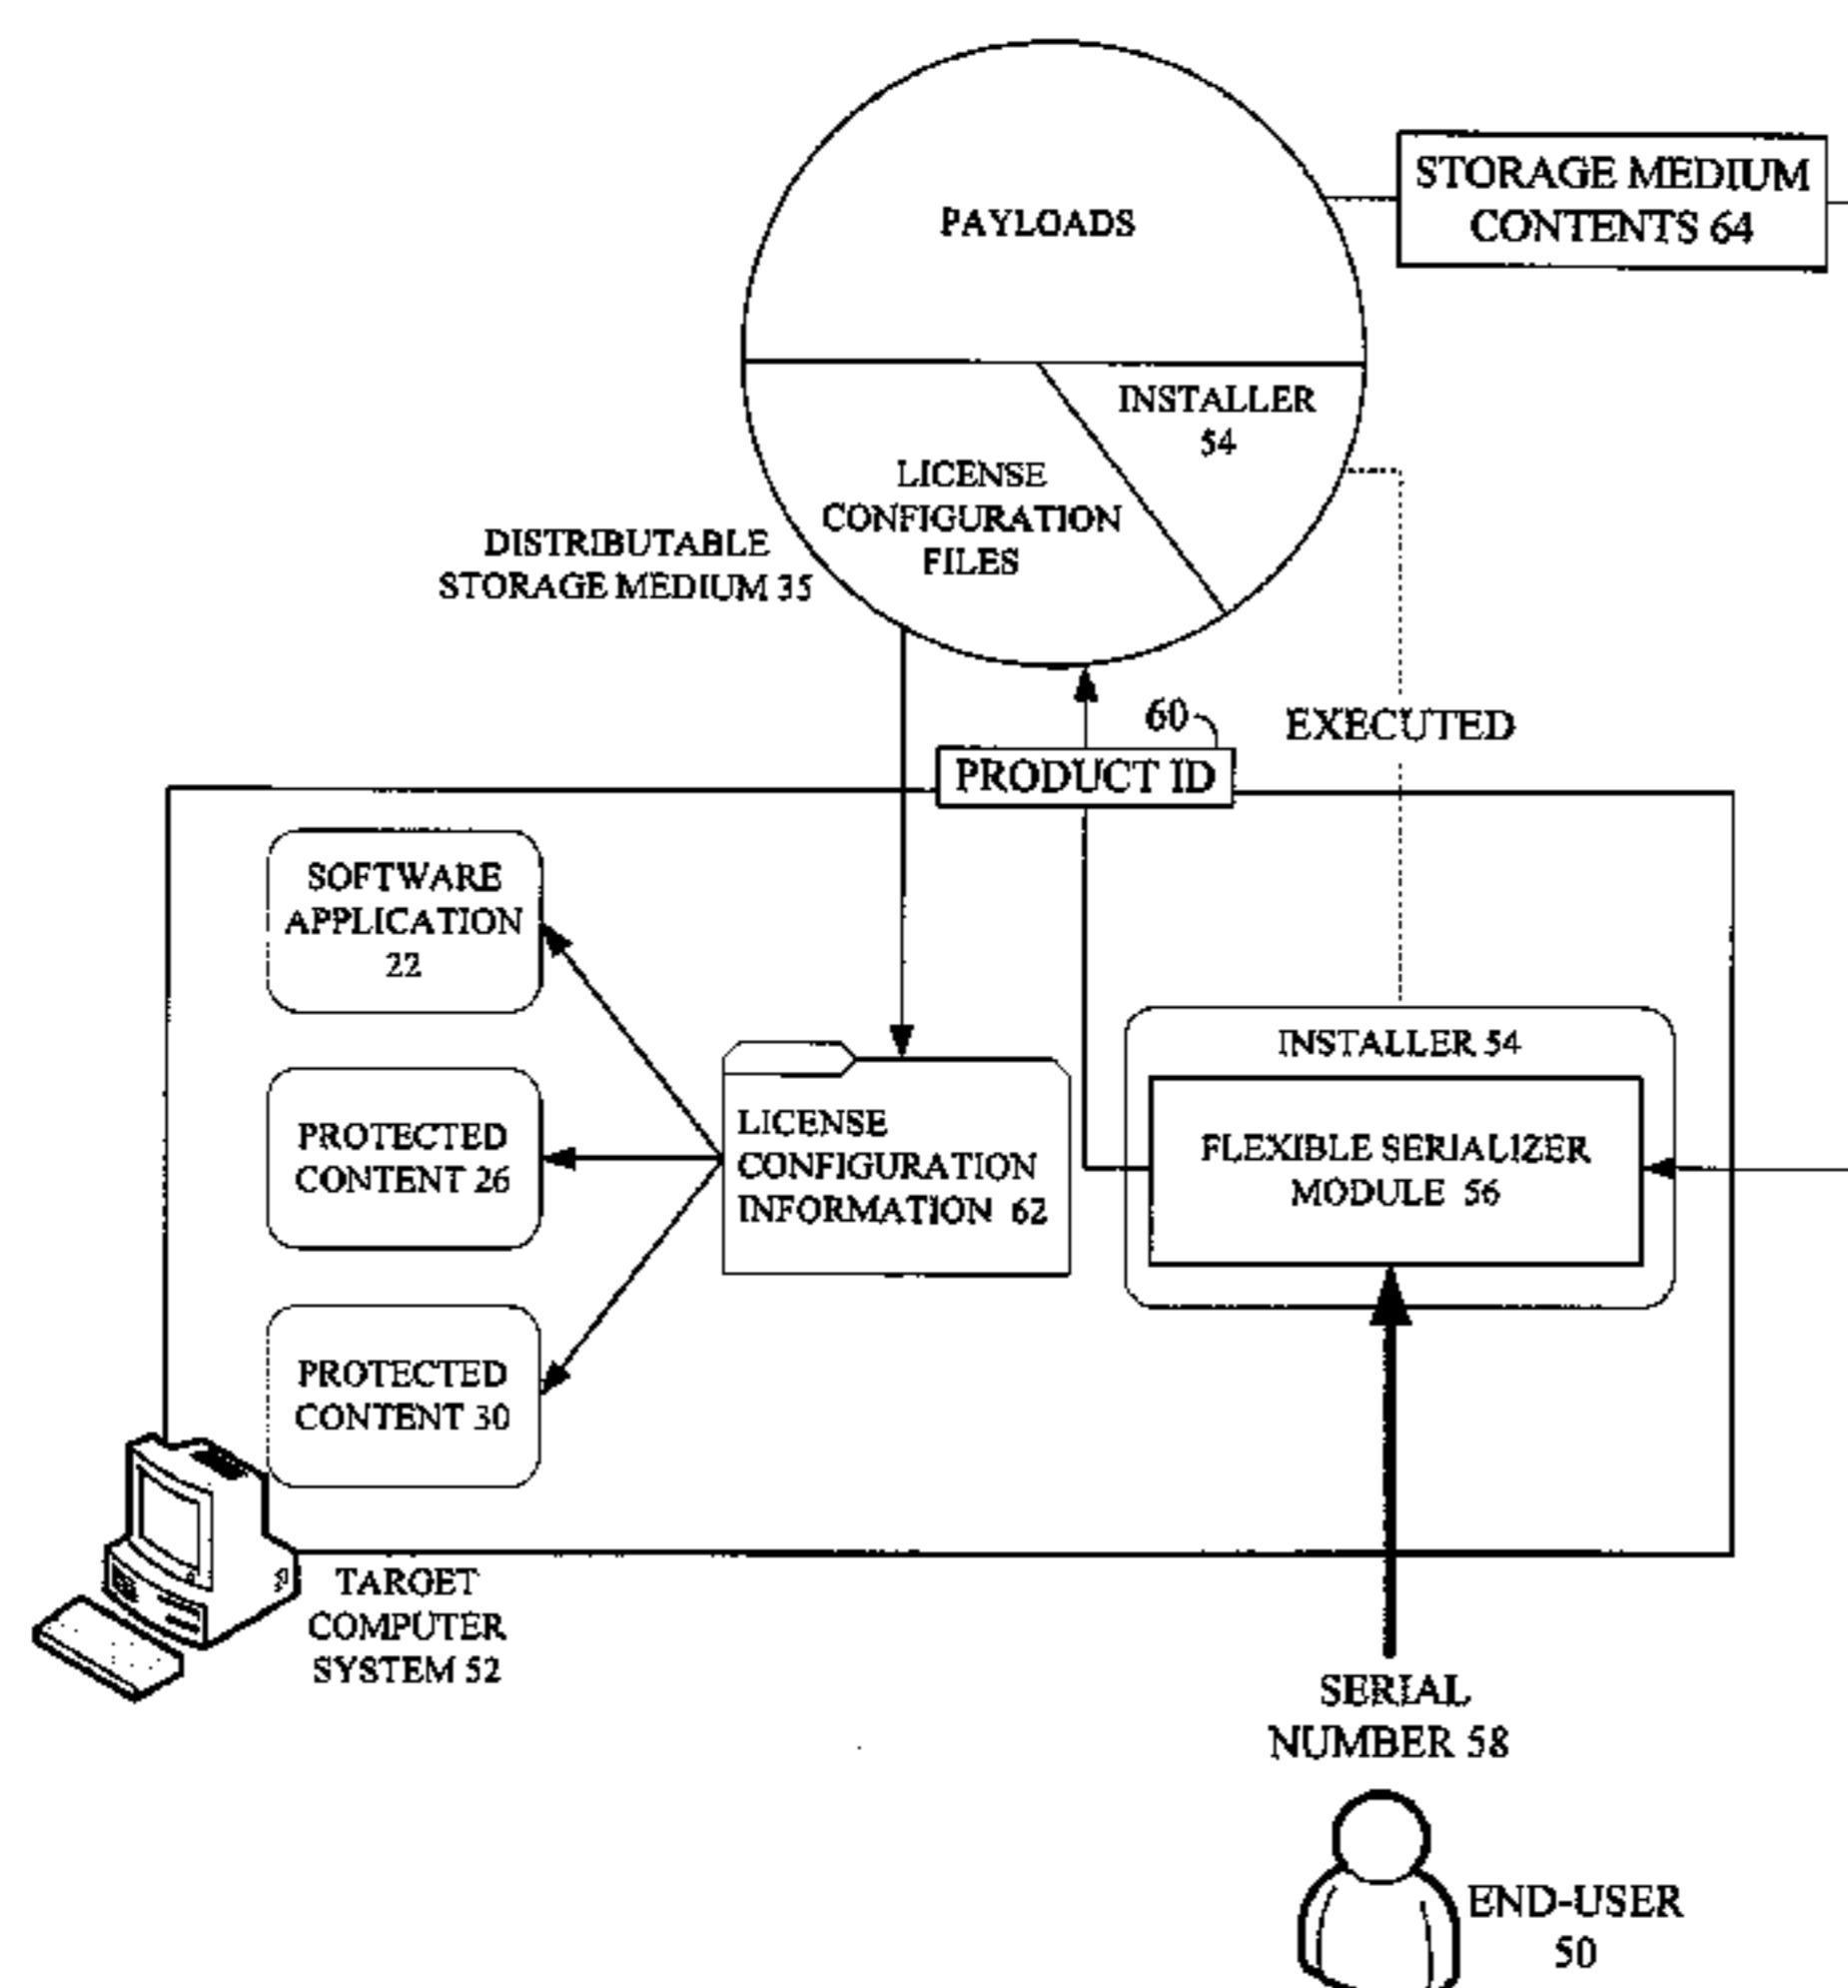 PAYLOADS
STORAGE MEDIUM
CONTENTS 64
INSTALLER
54
LICENSE
CONFIGURATION
FILES
DISTRIBUTABLE
STORAGE MEDIUM 35
60
EXECUTED
PRODUCT ID
SOFTWARE
APPLICATION
22
INSTALLER 54
FLEXIBLE SERIALIZER
MODULE 56
LICENSE
CONFIGURATION
INFORMATION 62
PROTECTED
CONTENT 26
PROTECTED
CONTENT 30
TARGET
COMPUTER
SYSTEM 52
SERIAL
NUMBER 58
END-USER
50